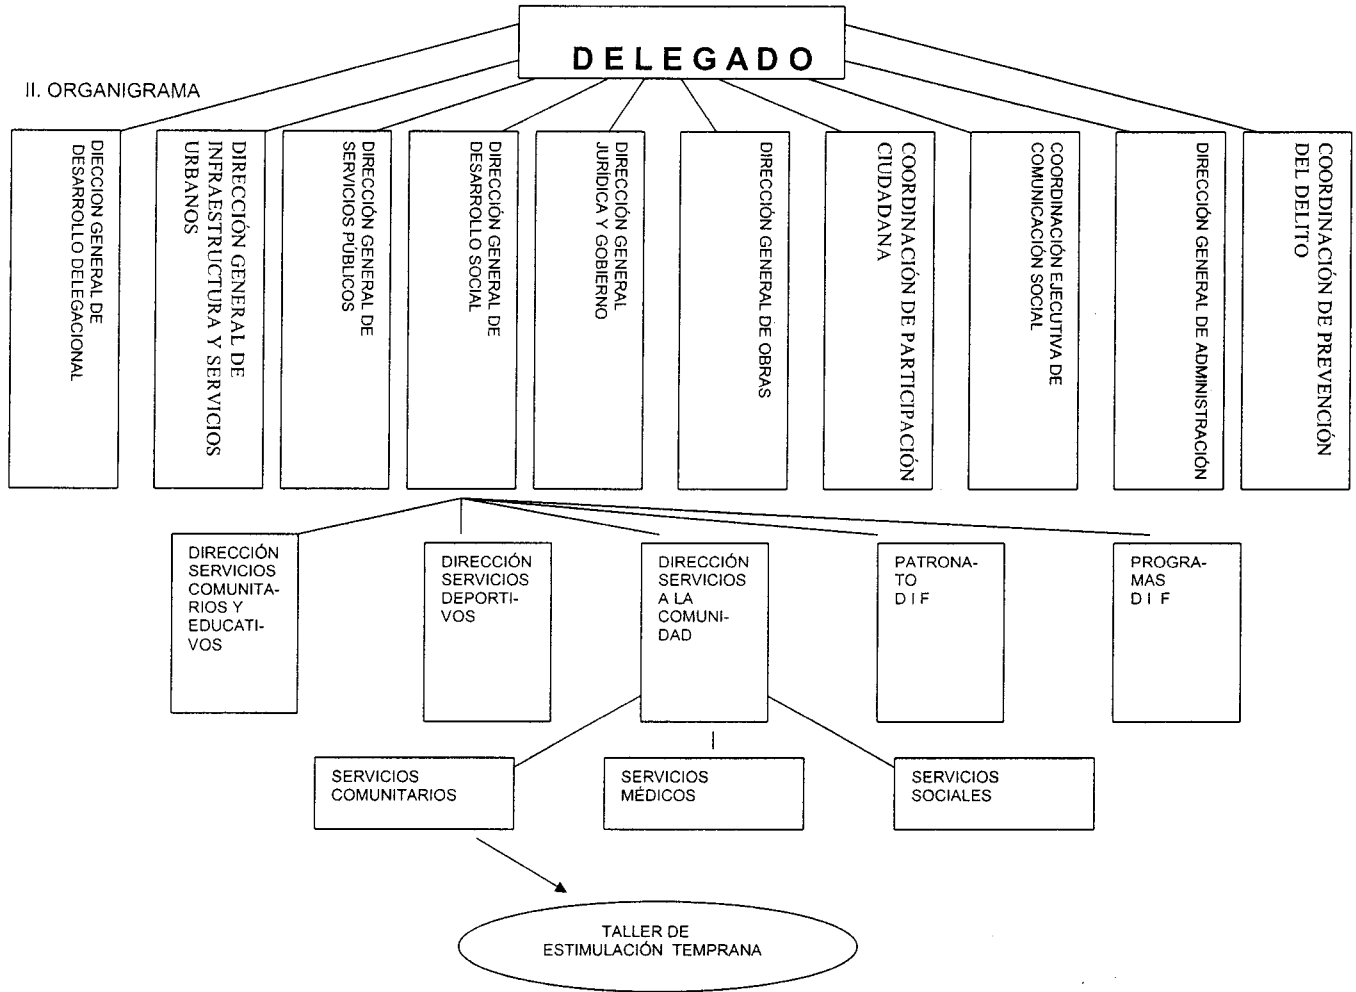 DELEGADO
II. ORGANIGRAMA
DIECCION GENERAL DE
DESARROLLO DELEGACIONAL
DIRECCIÓN GENERAL DE
INFRAESTRUCTURA Y SERVICIOS
URBANOS
DIRECCIÓN GENERAL DE
SERVICIOS PÚBLICOS
DIRECCIÓN GENERAL DE
DESARROLLO SOCIAL
DIRECCIÓN GENERAL
JURÍDICA Y GOBIERNO
DIRECCIÓN GENERAL DE OBRAS
COORDINACIÓN DE PARTICIPACIÓN
CIUDADANA
COORDINACIÓN EJECUTIVA DE
COMUNICACIÓN SOCIAL
DIRECCIÓN GENERAL DE ADMINISTRACIÓN
COORDINACIÓN DE PREVENCIÓN
DEL DELITO
DIRECCIÓN
SERVICIOS
COMUNITA-
RIOS Y
EDUCATI-
VOS
DIRECCIÓN
SERVICIOS
DEPORTI-
VOS
DIRECCIÓN
SERVICIOS
A LA
COMUNI-
DAD
PATRONA-
TO
D I F
PROGRA-
MAS
D I F
SERVICIOS
COMUNITARIOS
SERVICIOS
MÉDICOS
SERVICIOS
SOCIALES
TALLER DE
ESTIMULACIÓN TEMPRANA